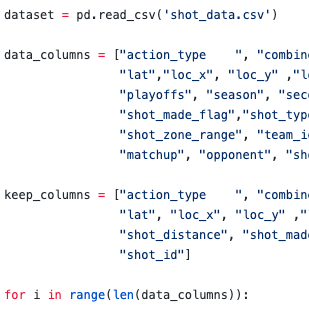 dataset = pd.read_csv('shot_data.csv')
data_columns = ["action_type    ", "combin
"lat","loc_x", "loc_y" ,"l
"playoffs", "season", "sec
"shot_made_flag","shot_typ
"shot_zone_range", "team_i
"matchup", "opponent", "sh
keep_columns = ["action_type    ", "combin
"lat", "loc_x", "loc_y" ,"
"shot_distance", "shot_mad
"shot_id"]
for i in range(len(data_columns)):